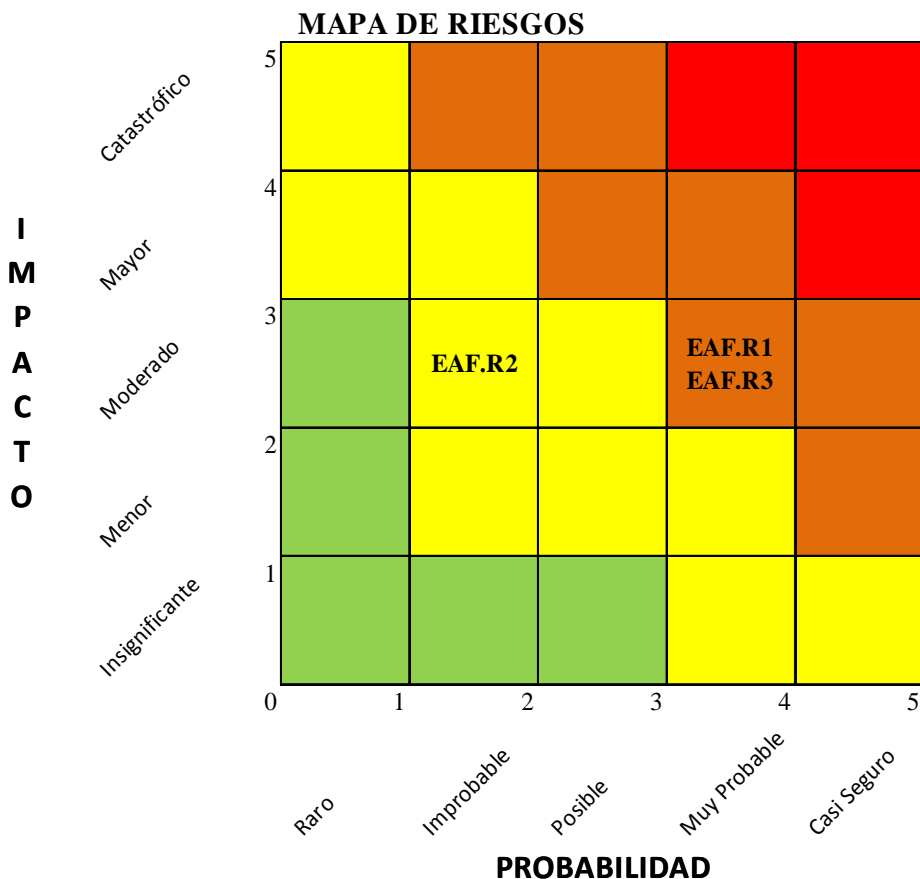 MAPA DE RIESGOS
5
Catastrófico
4
Mayor
3
Moderado
EAF.R2
EAF.R1
EAF.R3
2
Menor
1
Insignificante
I
M
P
A
C
T
O
0
1
2
3
4
5
Raro
Improbable
Posible
Muy Probable
Casi Seguro
PROBABILIDAD